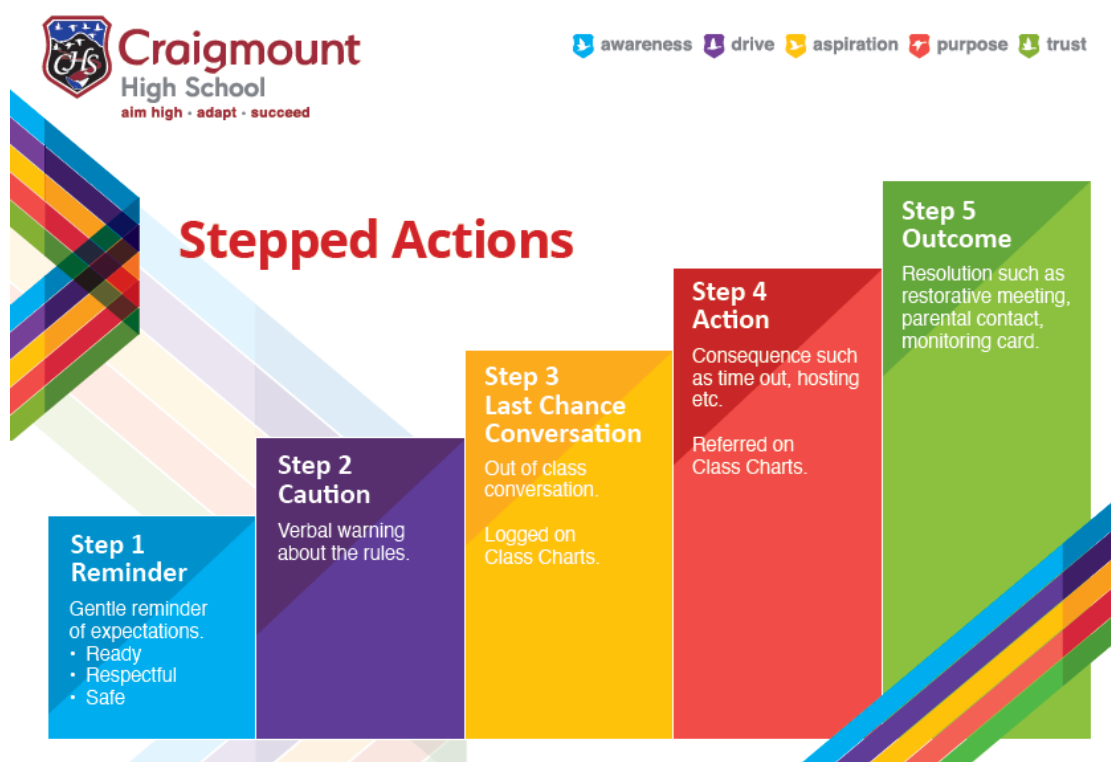 CHS
Craigmount
High School
aim high · adapt · succeed
awareness drive aspiration purpose trust
Stepped Actions
Step 1
Reminder
Gentle reminder
of expectations.
• Ready
• Respectful
• Safe
Step 2
Caution
Verbal warning
about the rules.
Step 3
Last Chance
Conversation
Out of class
conversation.
Logged on
Class Charts.
Step 4
Action
Consequence such
as time out, hosting
etc.
Referred on
Class Charts.
Step 5
Outcome
Resolution such as
restorative meeting,
parental contact,
monitoring card.